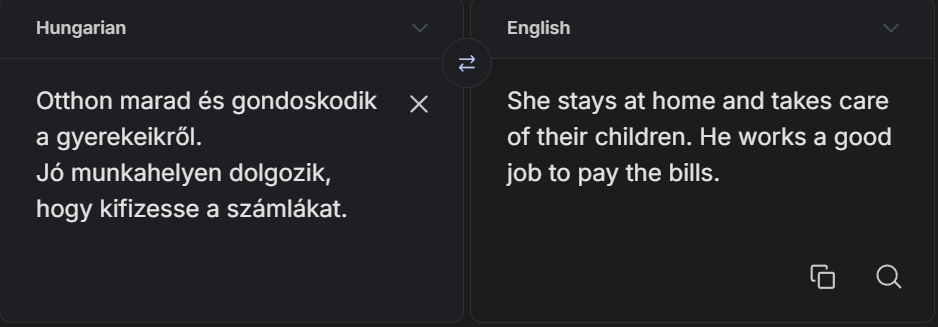 Hungarian
English
Otthon marad és gondoskodik
a gyerekeikről.
Jó munkahelyen dolgozik,
hogy kifizesse a számlákat.
She stays at home and takes care
of their children. He works a good
job to pay the bills.